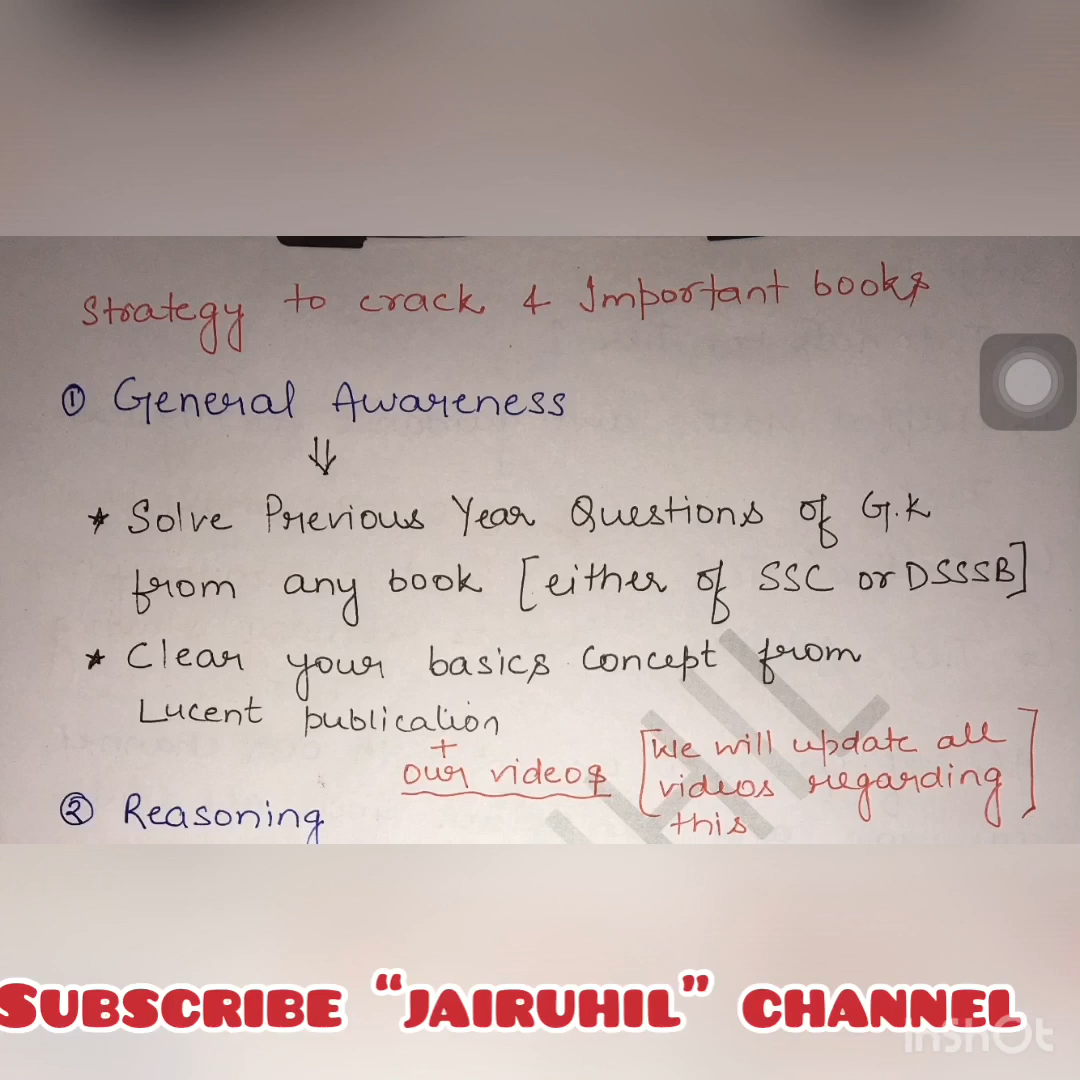 Strategy to crack & Important books
① General Awareness
⇓
* Solve Previous Year Questions of G.K
from any book [either of SSC or DSSSB]
* Clear your basics concept from
Lucent publication
+
our videos [We will update all
videos regarding
this]
② Reasoning
HIL
SUBSCRIBE “JAIRUHIL” CHANNEL
InShOt